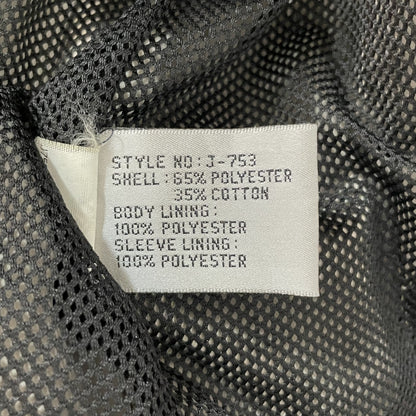 STYLE NO: J-753
SHELL: 65% POLYESTER
35% COTTON
BODY LINING:
100% POLYESTER
SLEEVE LINING:
100% POLYESTER